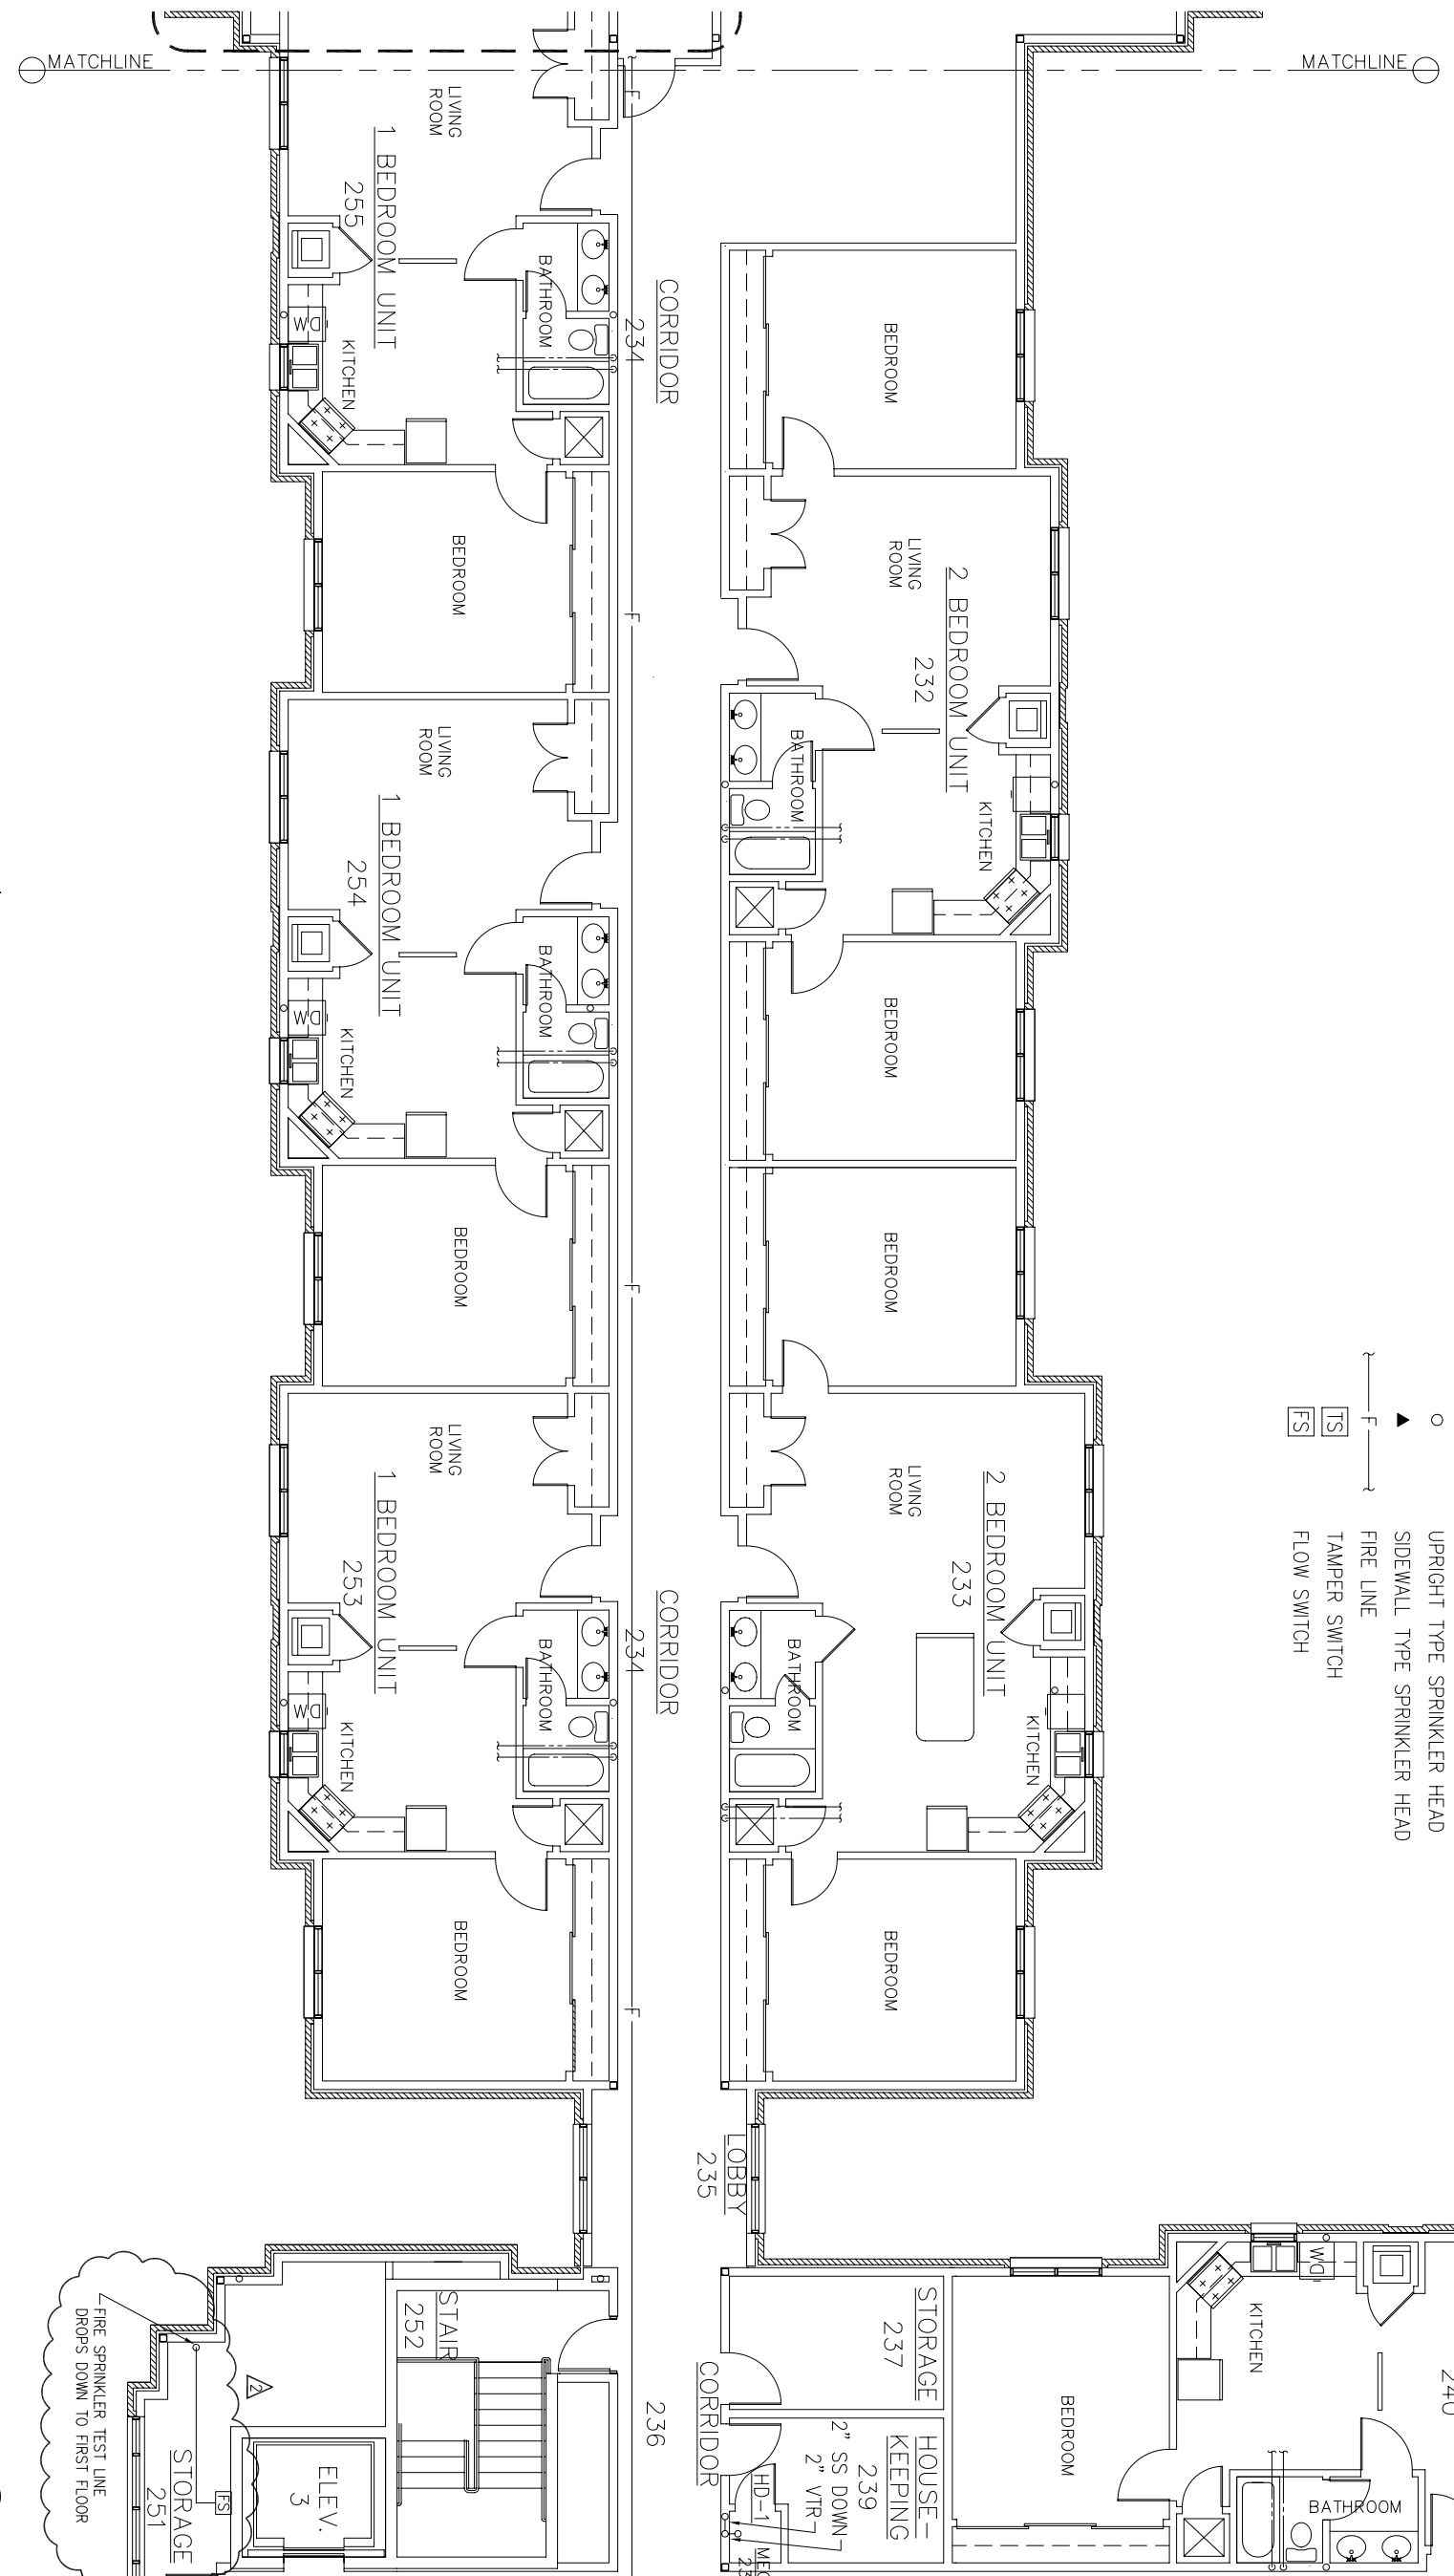 MATCHLINE
MATCHLINE
LIVING
ROOM
1 BEDROOM UNIT
255
BATHROOM
KITCHEN
DW
CORRIDOR
234
F
BEDROOM
BEDROOM
LIVING
ROOM
2 BEDROOM UNIT
232
BATHROOM
KITCHEN
F
LIVING
ROOM
1 BEDROOM UNIT
254
BATHROOM
KITCHEN
DW
BEDROOM
BEDROOM
BEDROOM
F
UPRIGHT TYPE SPRINKLER HEAD
SIDEWALL TYPE SPRINKLER HEAD
F
FIRE LINE
TS
TAMPER SWITCH
FS
FLOW SWITCH
LIVING
ROOM
1 BEDROOM UNIT
253
BATHROOM
KITCHEN
DW
CORRIDOR
234
LIVING
ROOM
2 BEDROOM UNIT
233
BATHROOM
KITCHEN
BEDROOM
BEDROOM
F
LOBBY
235
STAIR
252
STORAGE
237
KITCHEN
DW
240
BEDROOM
BATHROOM
CORRIDOR
236
HOUSE-
KEEPING
239
2" SS DOWN
2" VTR
HD-1
FIRE SPRINKLER TEST LINE
DROPS DOWN TO FIRST FLOOR
2
FS
STORAGE
251
ELEV.
3